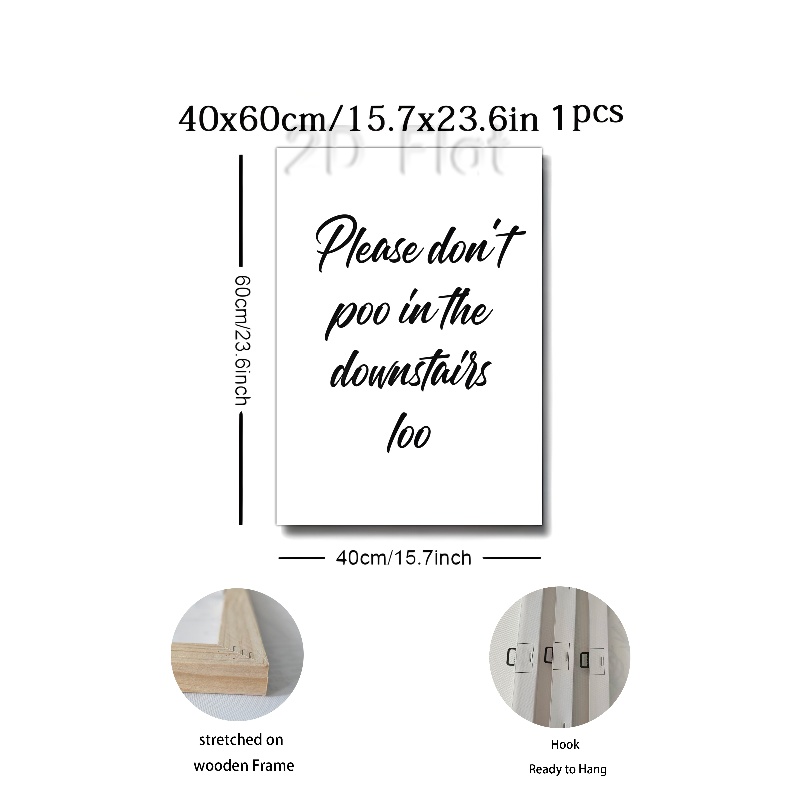 40x60cm/15.7x23.6in 1pcs
2D Flat
Please don't
poo in the
downstairs
loo
60cm/23.6inch
40cm/15.7inch
stretched on
wooden Frame
Hook
Ready to Hang